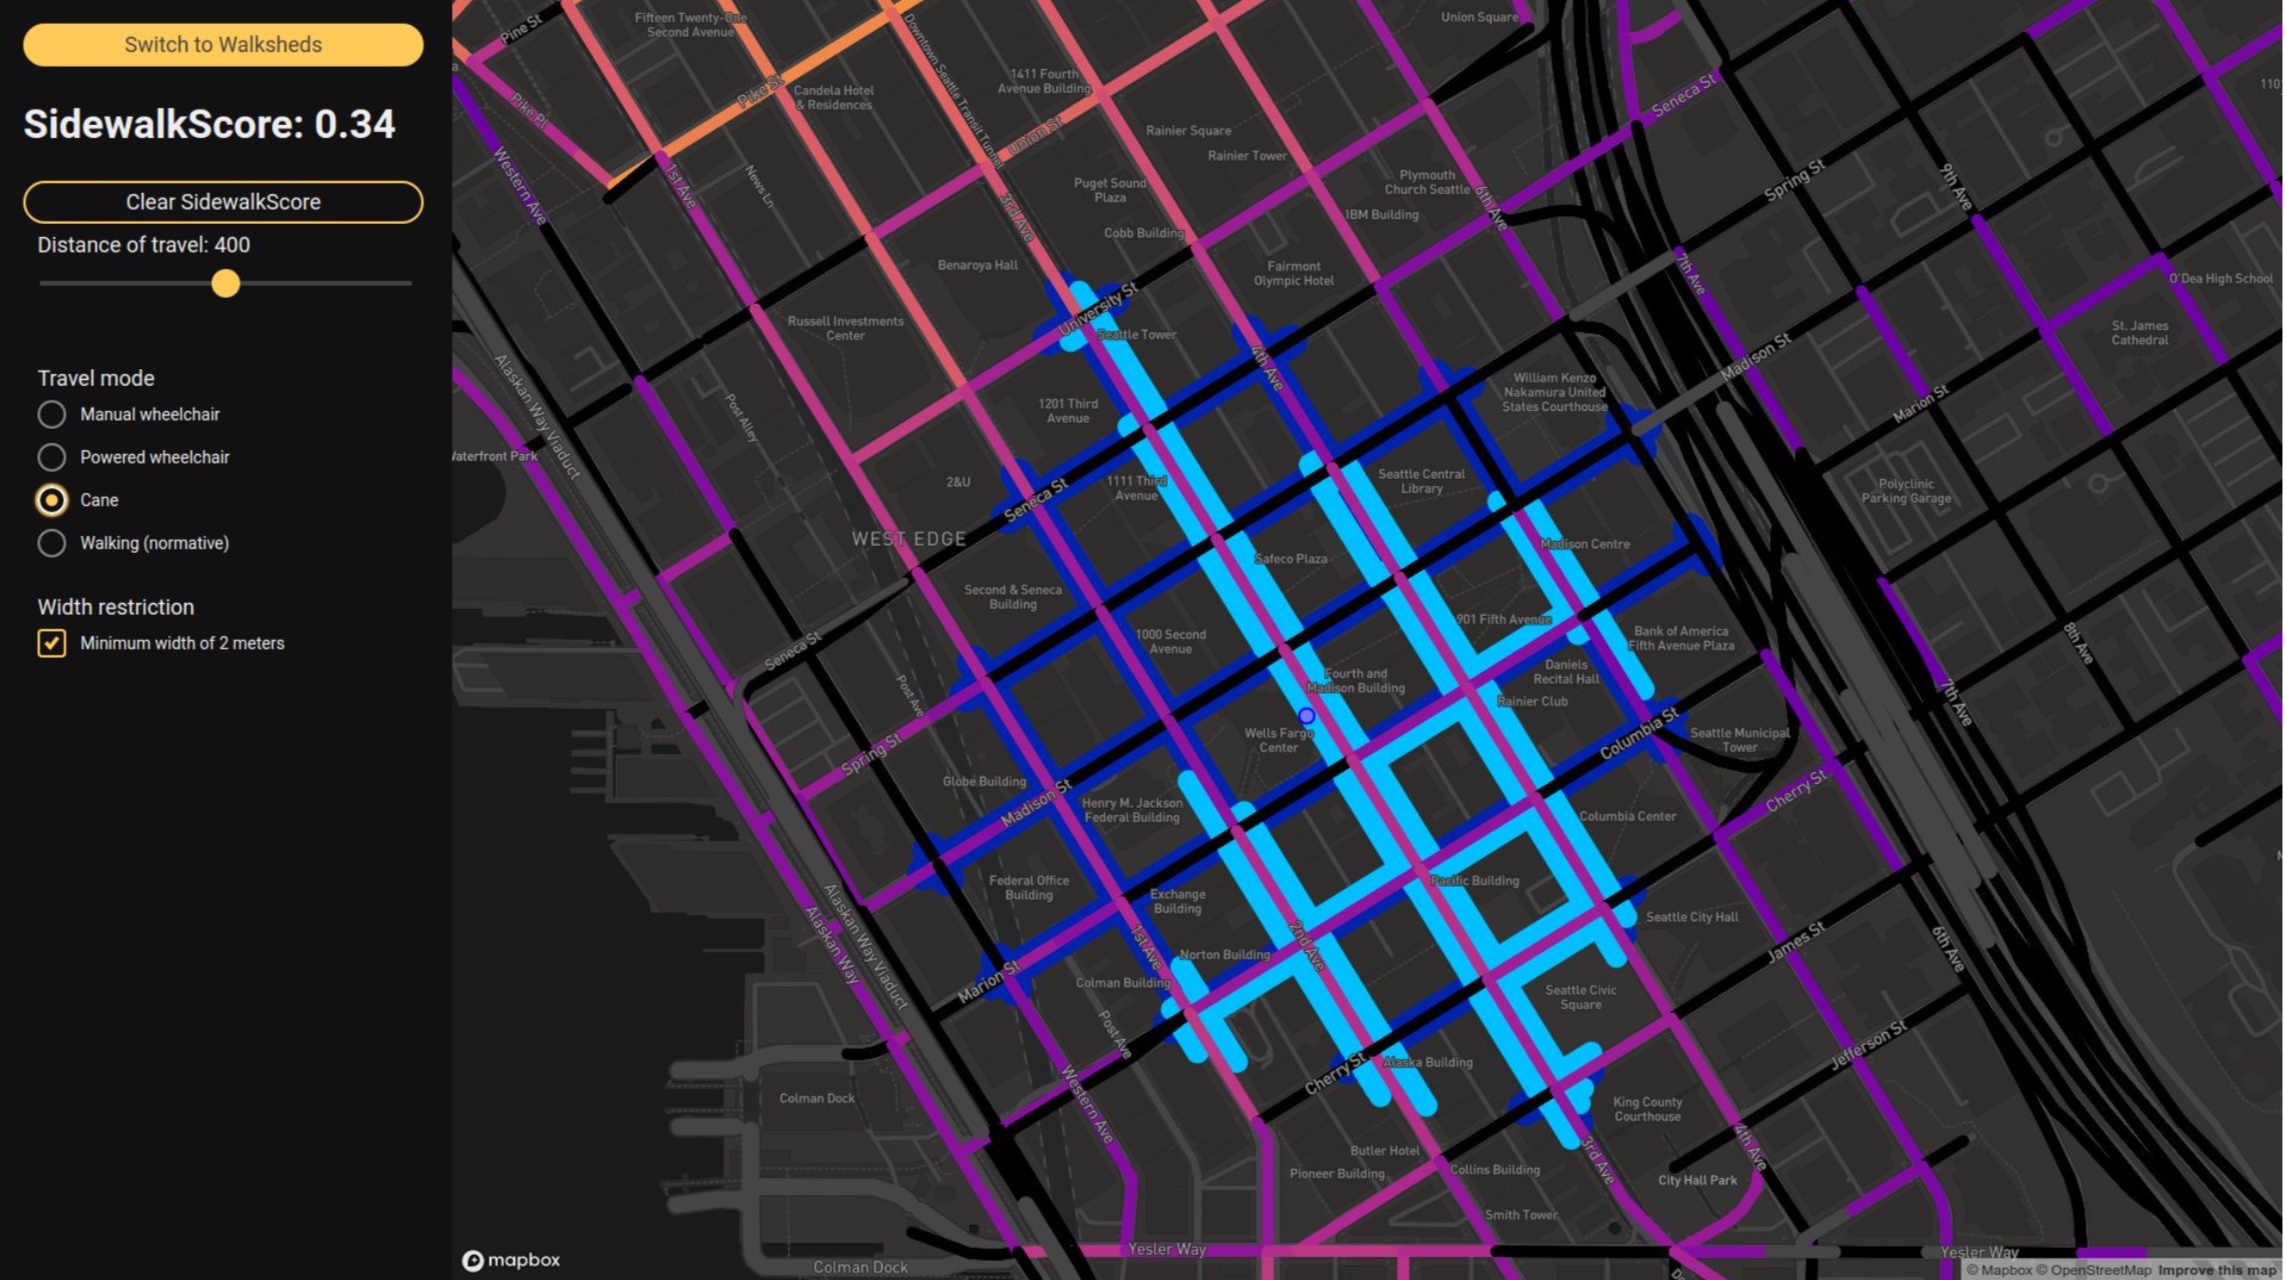 Switch to Walksheds
SidewalkScore: 0.34
Clear SidewalkScore
Distance of travel: 400
Travel mode
Manual wheelchair
Powered wheelchair
Cane
Walking (normative)
Width restriction
Minimum width of 2 meters
Pine St
Fifteen Twenty-One
Second Avenue
Union Square
Pike St
Candela Hotel
& Residences
Downtown Seattle Transit Tunnel
1411 Fourth
Avenue Building
Pike Pl
Union St
Rainier Square
Rainier Tower
Seneca St
110
Western Ave
1st Ave
News Ln
3rd Ave
Puget Sound
Plaza
Plymouth
Church Seattle
6th Ave
IBM Building
Spring St
9th Ave
Cobb Building
Benaroya Hall
Fairmont
Olympic Hotel
7th Ave
O'Dea High School
University St
Seattle Tower
Russell Investments
Center
St. James
Cathedral
Madison St
4th Ave
Alaskan Way Viaduct
Post Alley
1201 Third
Avenue
William Kenzo
Nakamura United
States Courthouse
Marion St
Waterfront Park
2&U
Seneca St
1111 Third
Avenue
Seattle Central
Library
Polyclinic
Parking Garage
WEST EDGE
Safeco Plaza
Madison Centre
Second & Seneca
Building
901 Fifth Avenue
1000 Second
Avenue
Bank of America
Fifth Avenue Plaza
8th Ave
Seneca St
Post Ave
Fourth and
Madison Building
Daniels
Recital Hall
Rainier Club
7th Ave
Spring St
Wells Fargo
Center
Columbia St
Seattle Municipal
Tower
Globe Building
Madison St
Henry M. Jackson
Federal Building
Columbia Center
Cherry St
Federal Office
Building
Exchange
Building
Pacific Building
Seattle City Hall
Alaskan Way
Alaskan Way Viaduct
1st Ave
2nd Ave
Norton Building
James St
6th Ave
Marion St
Colman Building
Seattle Civic
Square
Post Ave
Cherry St
Alaska Building
Jefferson St
Colman Dock
Western Ave
King County
Courthouse
Butler Hotel
Pioneer Building
Collins Building
3rd Ave
4th Ave
City Hall Park
Smith Tower
mapbox
Yesler Way
Yesler Way
Colman Dock
© Mapbox © OpenStreetMap Improve this map